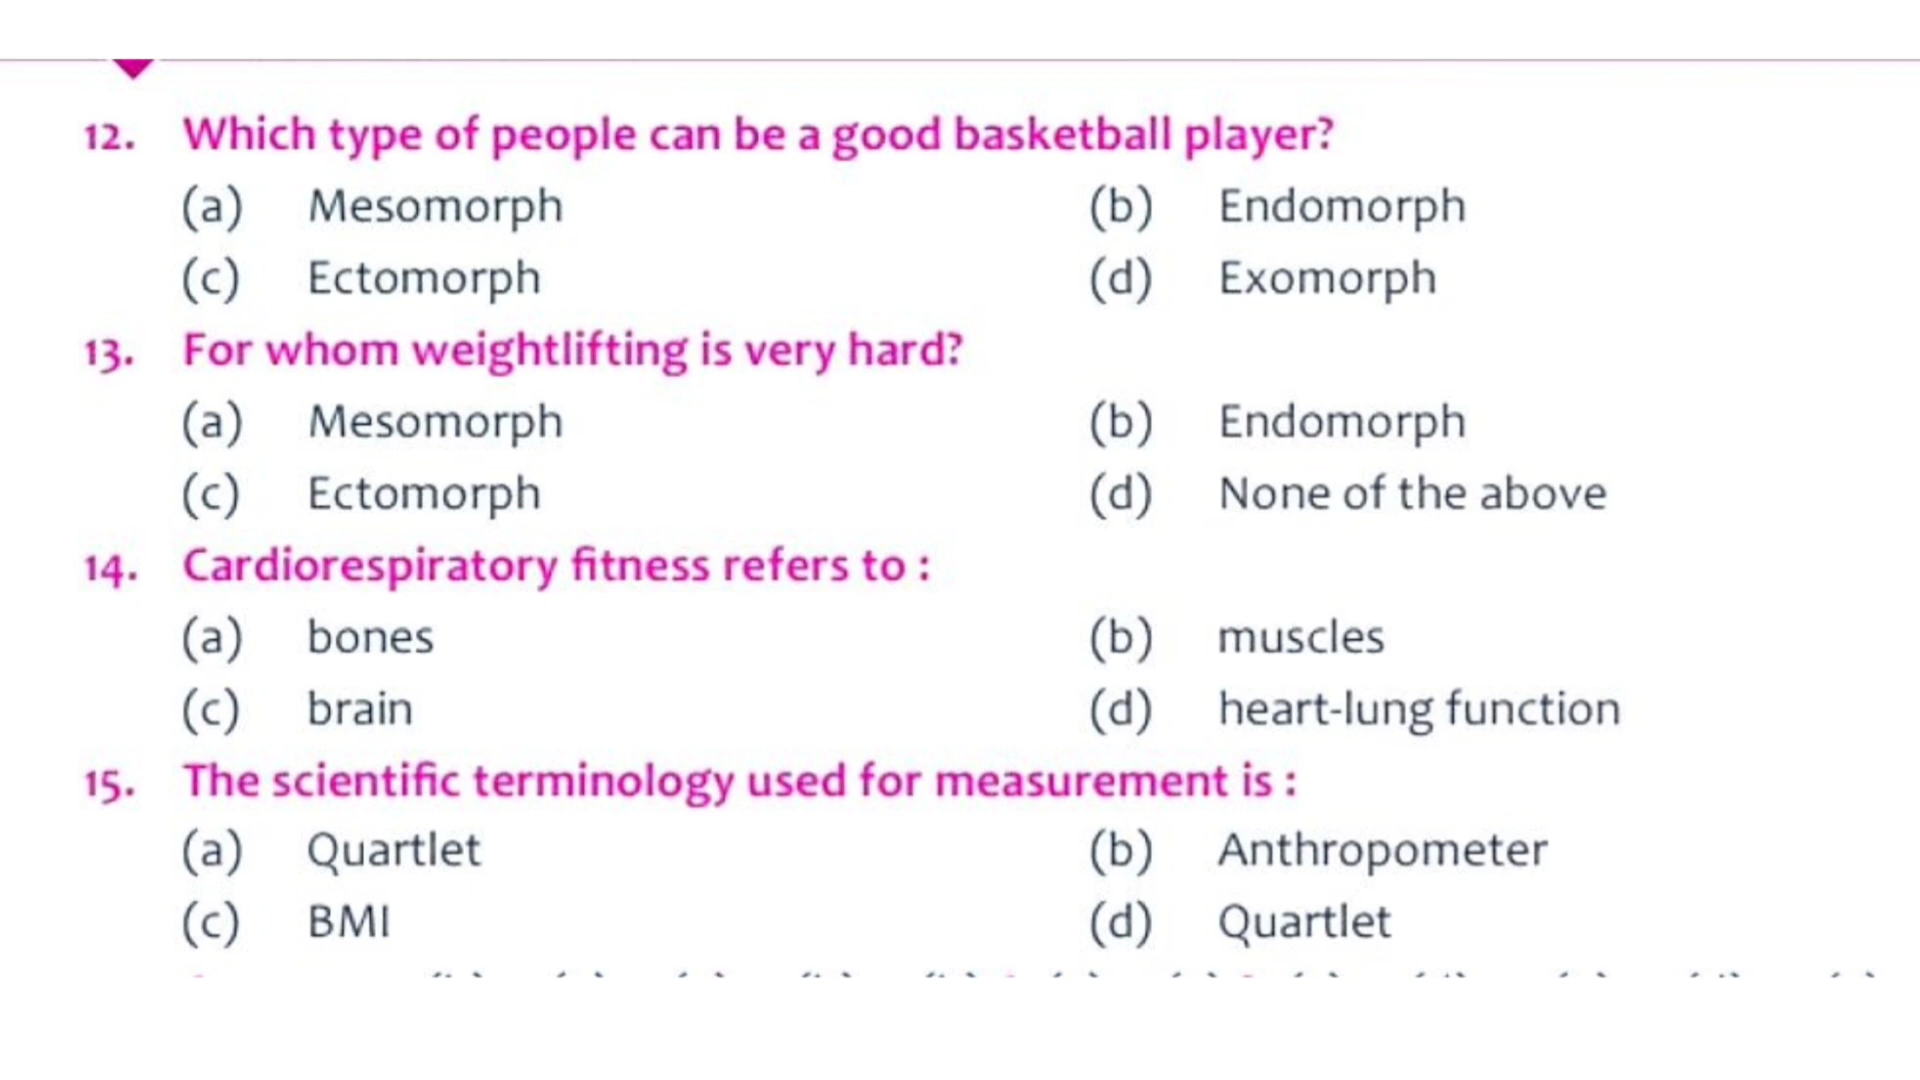 12. Which type of people can be a good basketball player?
(a) Mesomorph (b) Endomorph
(c) Ectomorph (d) Exomorph
13. For whom weightlifting is very hard?
(a) Mesomorph (b) Endomorph
(c) Ectomorph (d) None of the above
14. Cardiorespiratory fitness refers to :
(a) bones (b) muscles
(c) brain (d) heart-lung function
15. The scientific terminology used for measurement is :
(a) Quartlet (b) Anthropometer
(c) BMI (d) Quartlet